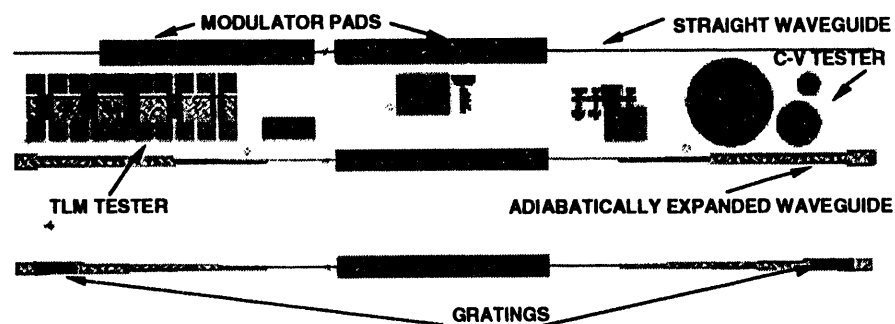 MODULATOR PADS
STRAIGHT WAVEGUIDE
C-V TESTER
TLM TESTER
ADIABATICALLY EXPANDED WAVEGUIDE
GRATINGS